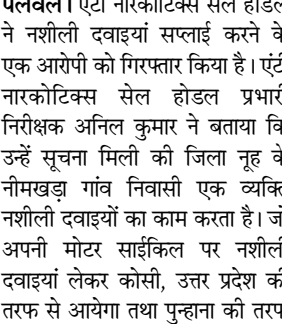 पलवल। एंटी नारकोटिक्स सेल होडल
ने नशीली दवाइयां सप्लाई करने
एक आरोपी को गिरफ्तार किया है। एंटी
नारकोटिक्स सेल होडल प्रभारी
निरीक्षक अनिल कुमार ने बताया कि
उन्हें सूचना मिली की जिला नूह
नीमखड़ा गांव निवासी एक व्यक्ति
नशीली दवाइयों का काम करता है। जो
अपनी मोटर साईकिल पर नशीली
दवाइयां लेकर कोसी, उत्तर प्रदेश की
तरफ से आयेगा तथा पुन्हाना की तरफ